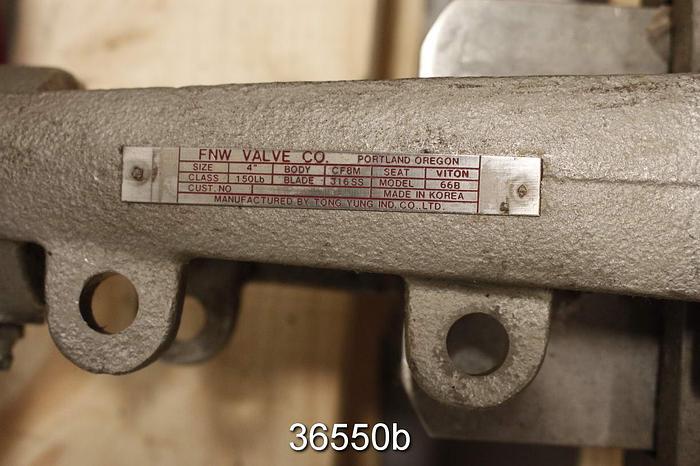 FNW VALVE CO. PORTLAND OREGON
SIZE 4" BODY CF8M SEAT VITON
CLASS 150Lb BLADE 316SS MODEL 66B
CUST. NO MADE IN KOREA
MANUFACTURED BY TONG YUNG IND. CO., LTD.
36550b